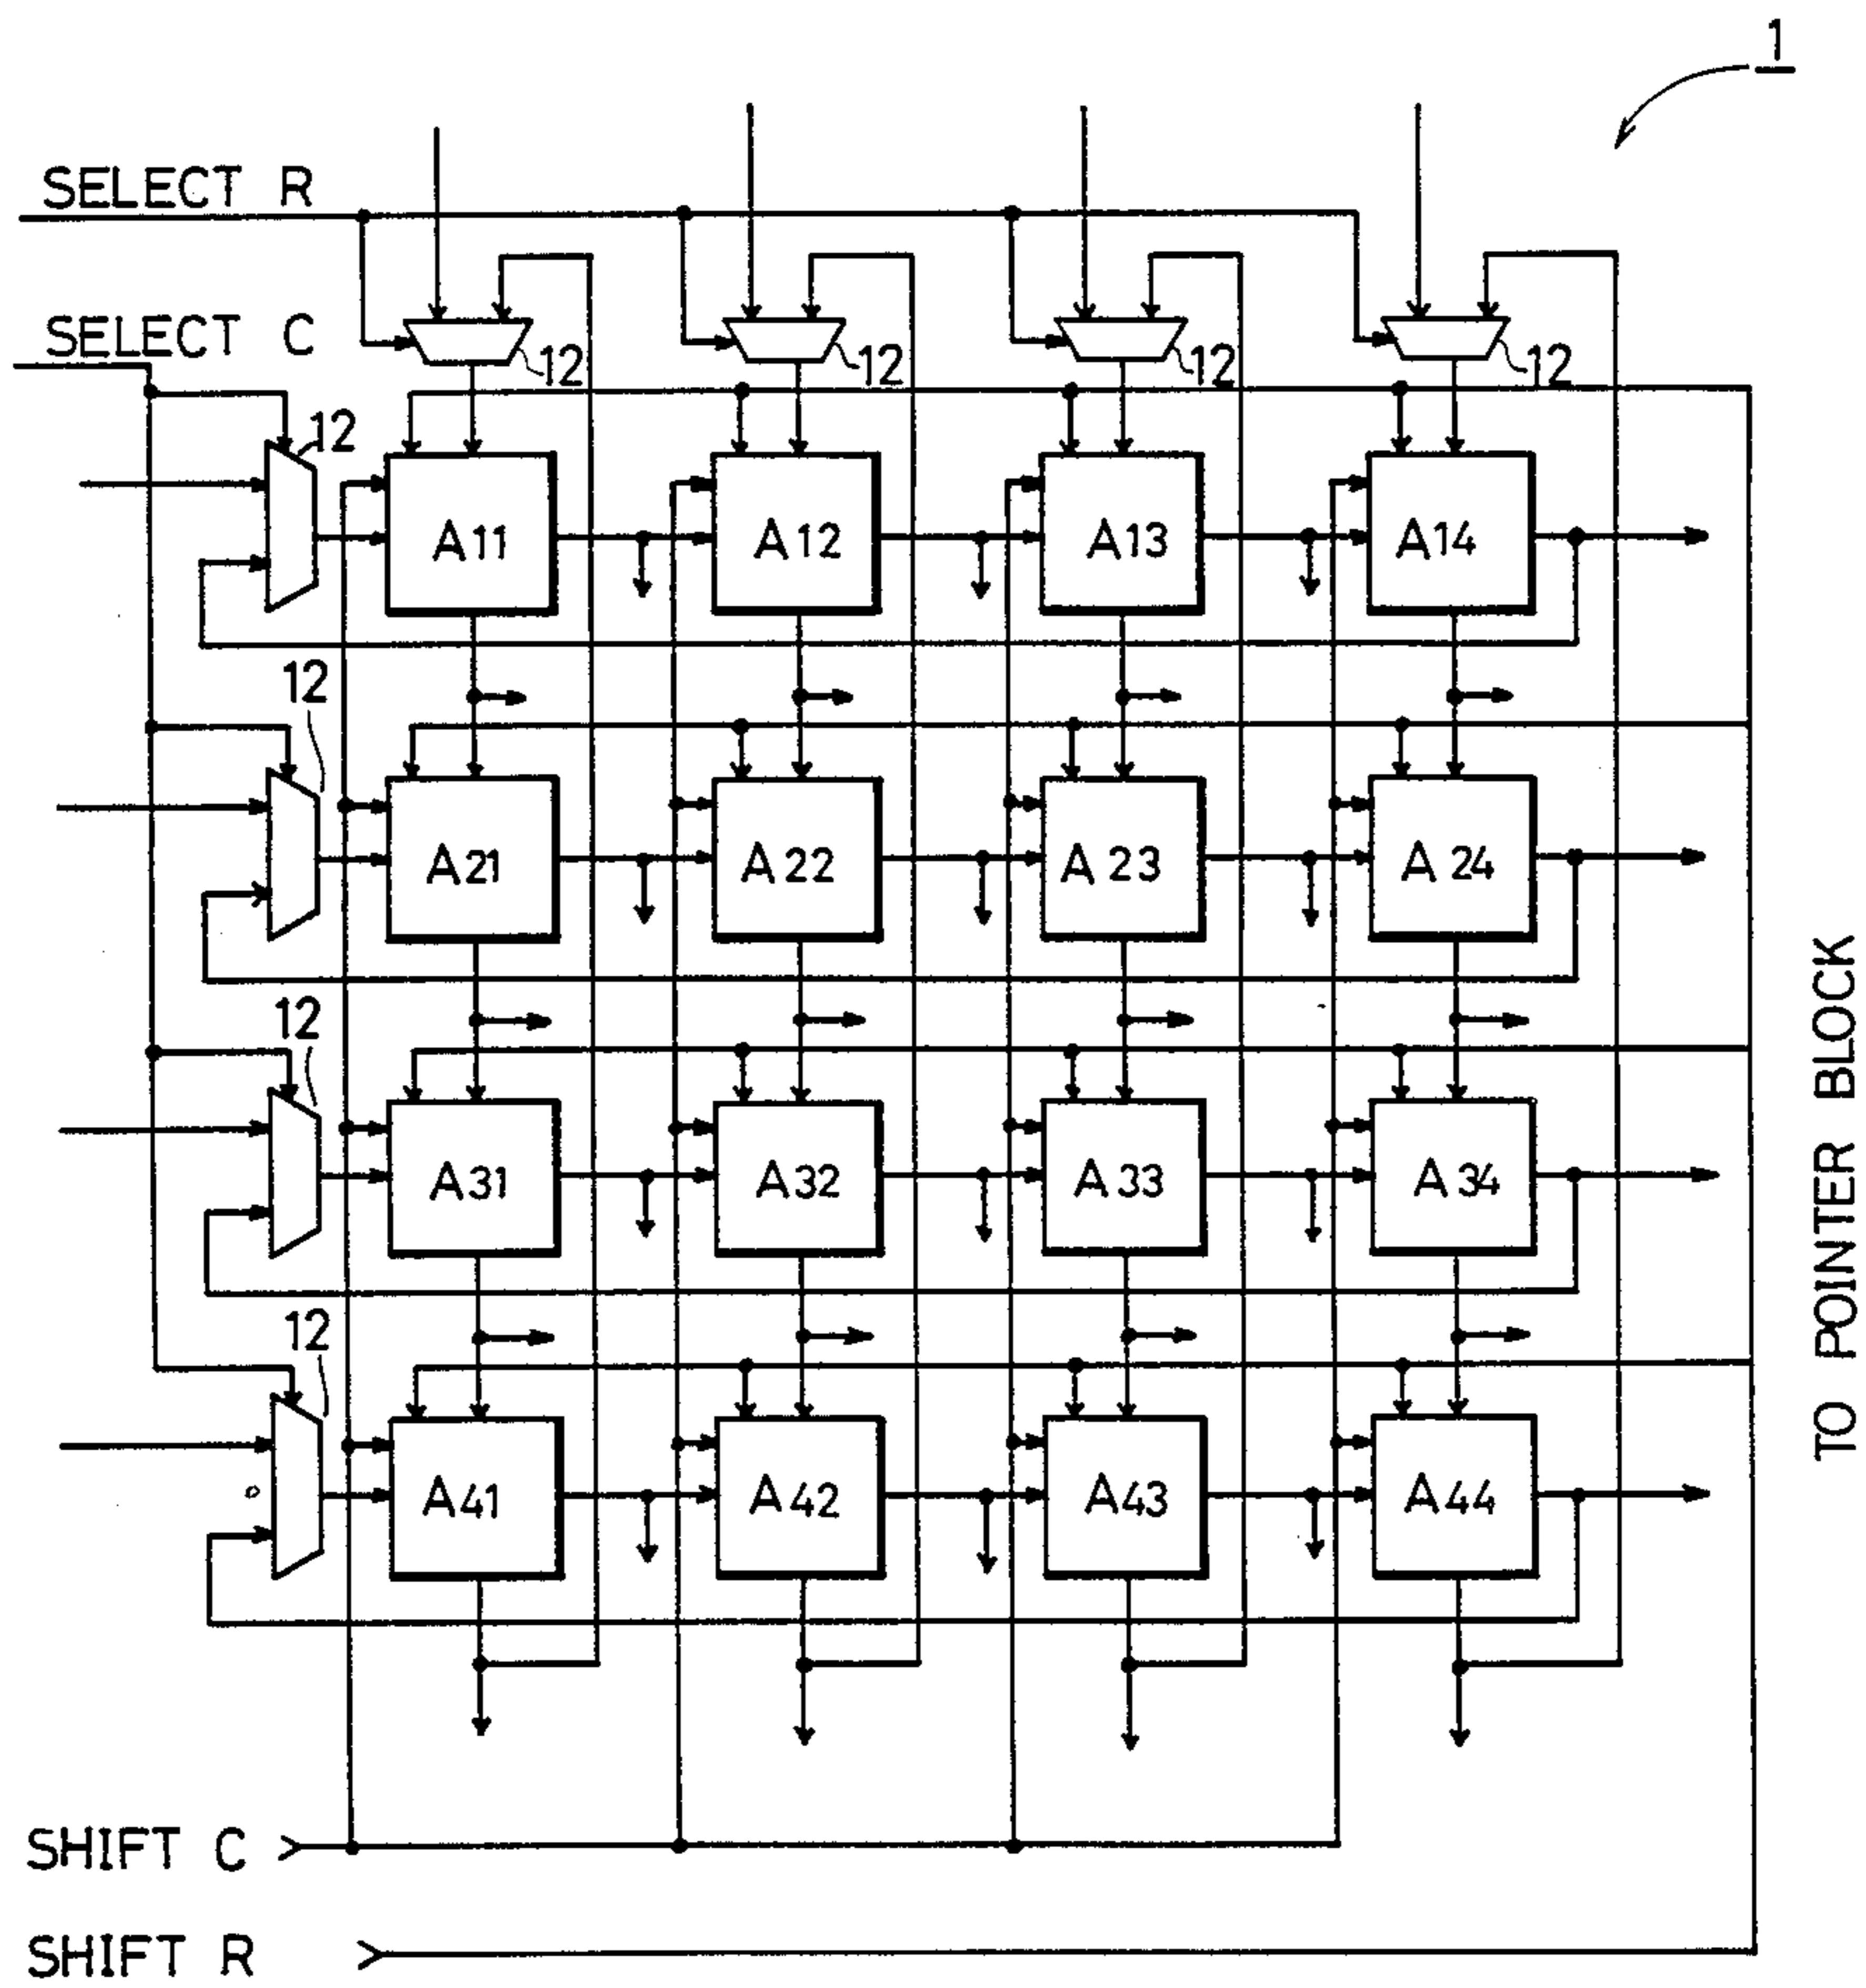 1
SELECT R
SELECT C
12 12 12 12
12
A11 A12 A13 A14
12
A21 A22 A23 A24
12
A31 A32 A33 A34
12
A41 A42 A43 A44
TO POINTER BLOCK
SHIFT C
SHIFT R